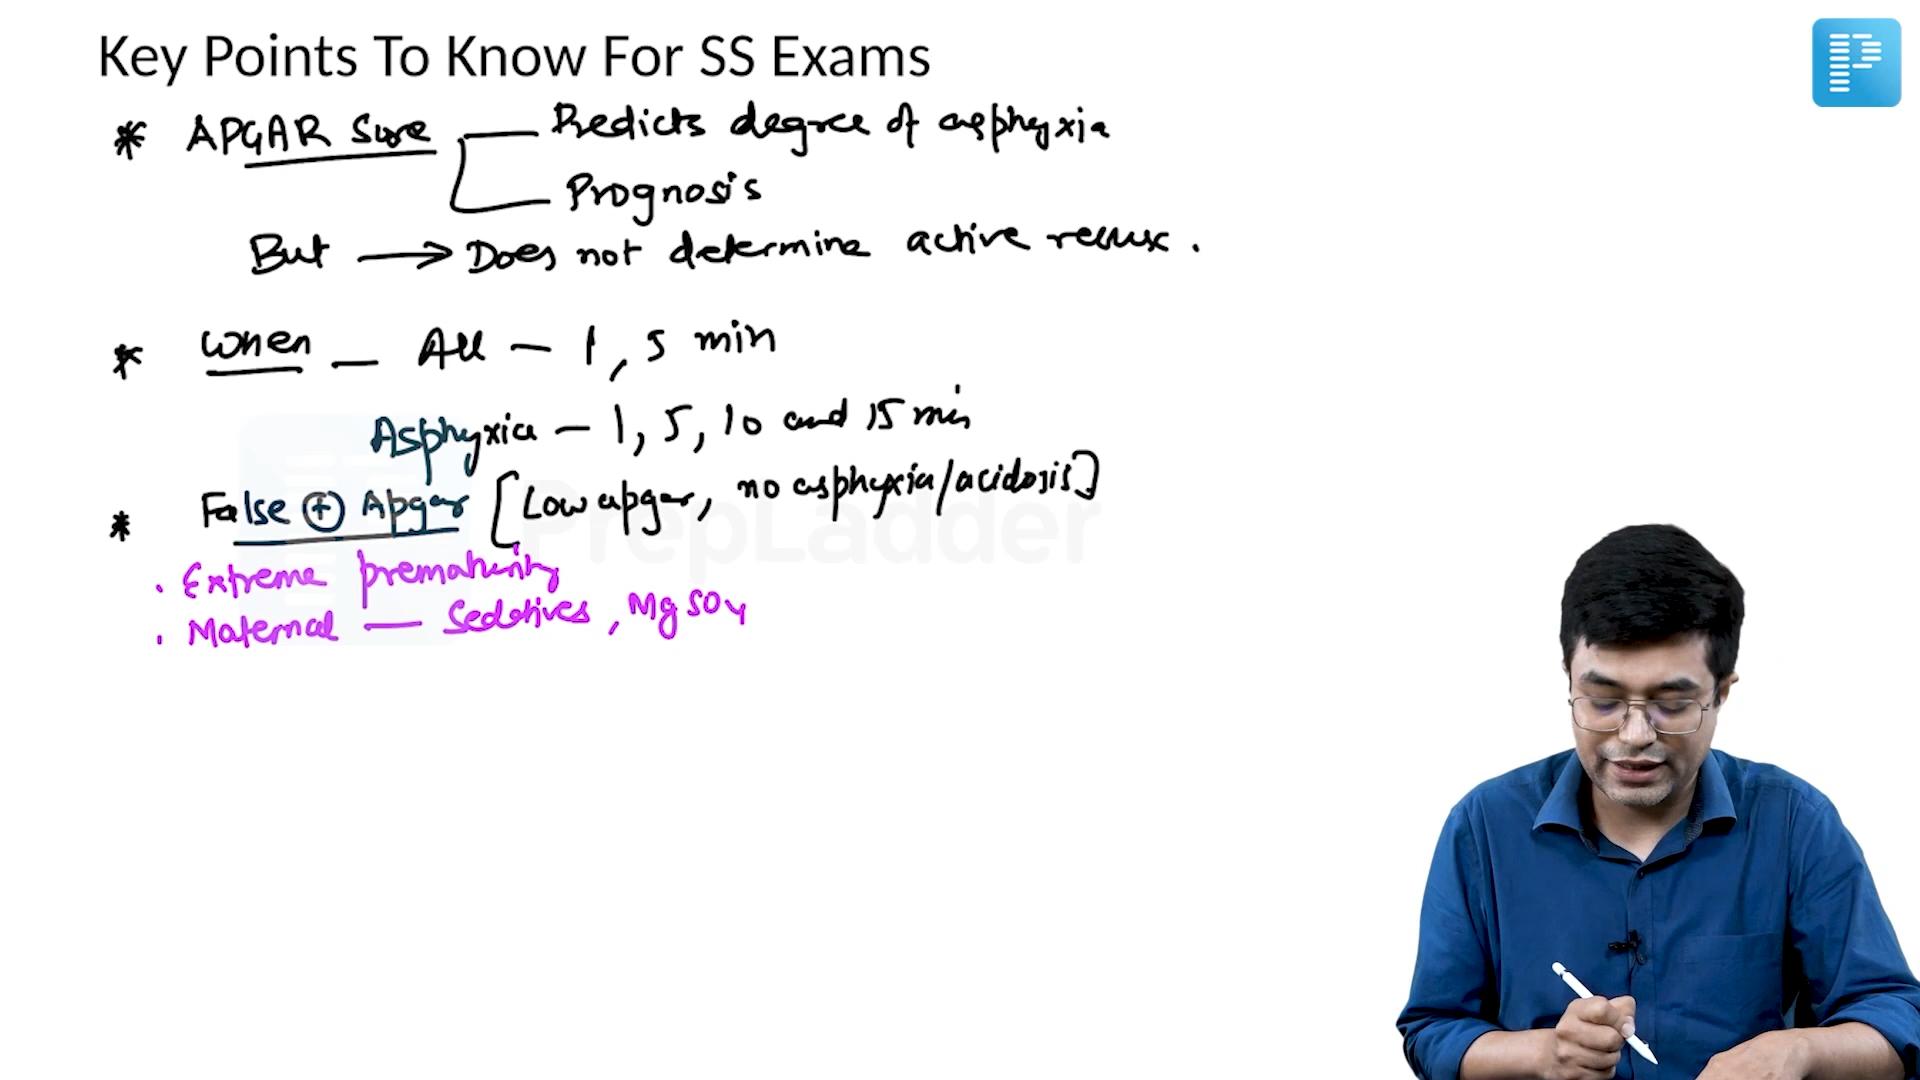 Key Points To Know For SS Exams
* APGAR Score — Predicts degree of asphyxia
Prognosis
But → Does not determine active resus.
* When — All — 1, 5 min
Asphyxia — 1, 5, 10 and 15 min
* False ⊕ Apgar [Low apgar, no asphyxia/acidosis]
. Extreme prematurity
. Maternal — Sedatives, MgSO4
PrepLadder